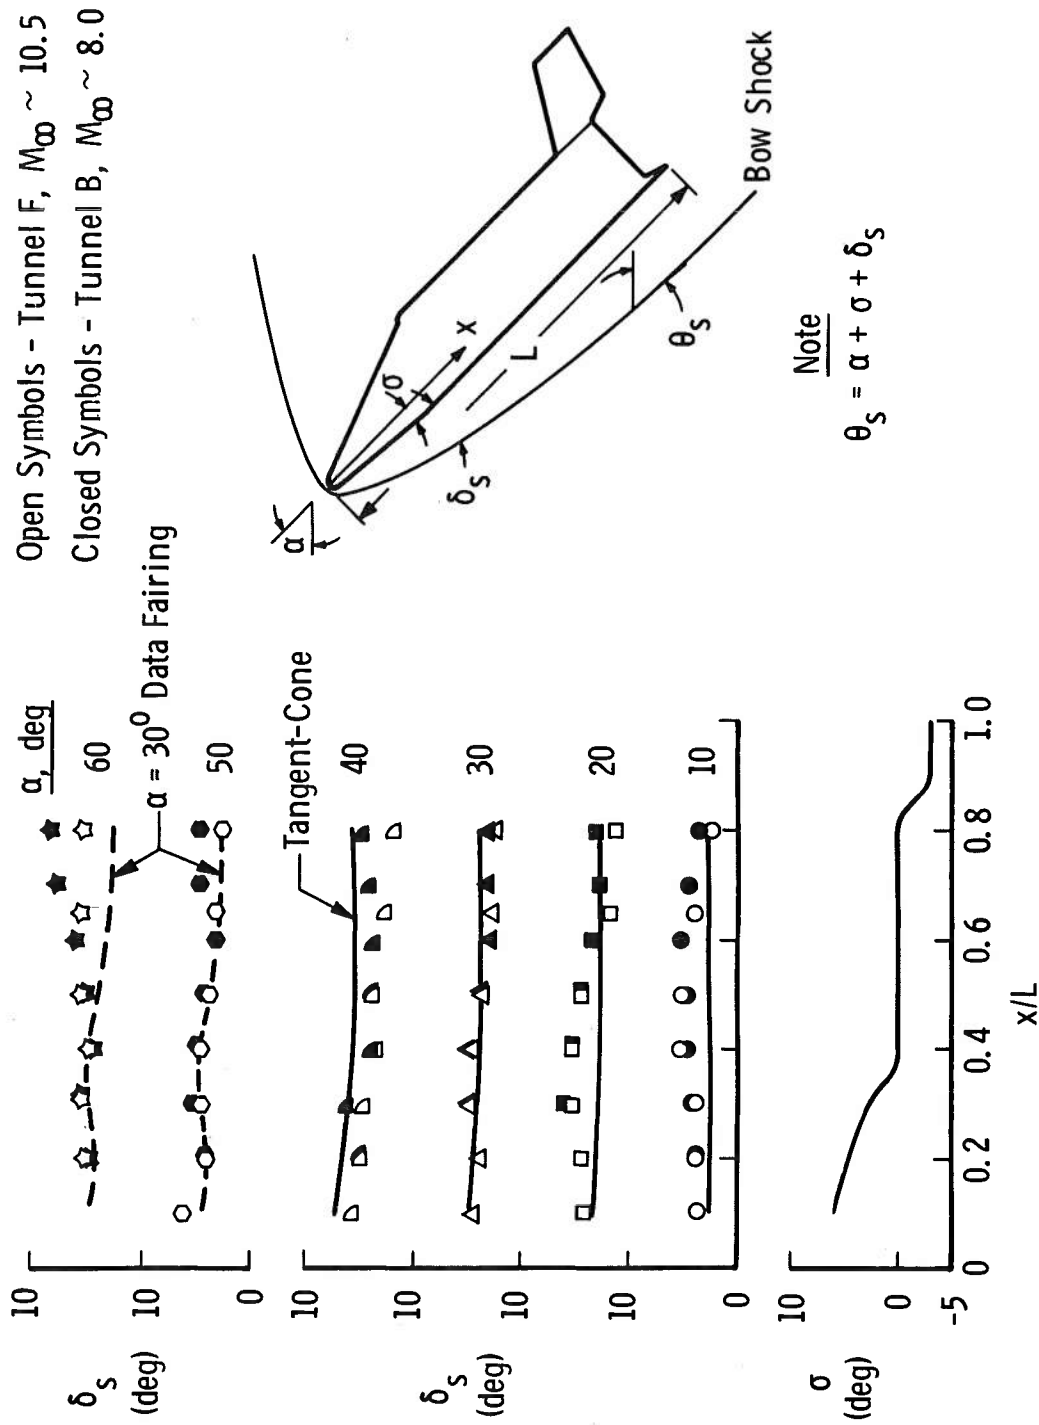 Open Symbols - Tunnel F, M∞ ~ 10.5
Closed Symbols - Tunnel B, M∞ ~ 8.0
α, deg
60
α = 30⁰ Data Fairing
50
Tangent-Cone
40
30
20
10
10
10
0
δs
(deg)
10
10
10
10
0
δs
(deg)
10
0
-5
σ
(deg)
0
0.2
0.4
0.6
0.8
1.0
x/L
α
σ
x
L
δs
θs
Bow Shock
Note
θs = α + σ + δs